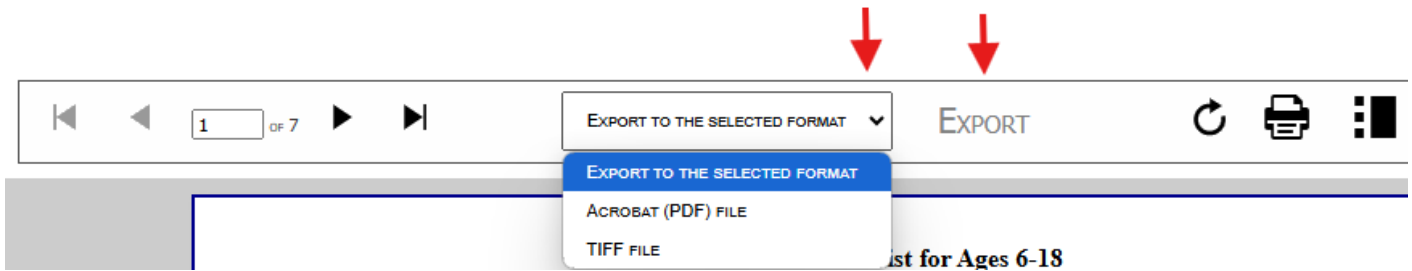 1 OF 7 EXPORT TO THE SELECTED FORMAT EXPORT
EXPORT TO THE SELECTED FORMAT
ACROBAT (PDF) FILE
TIFF FILE
for Ages 6-18